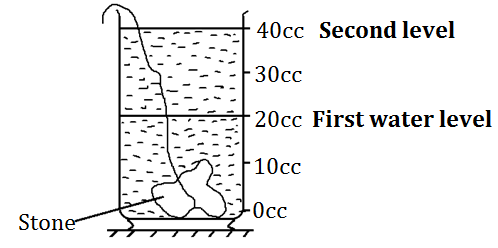 40cc Second level
30cc
20cc First water level
10cc
0cc
Stone